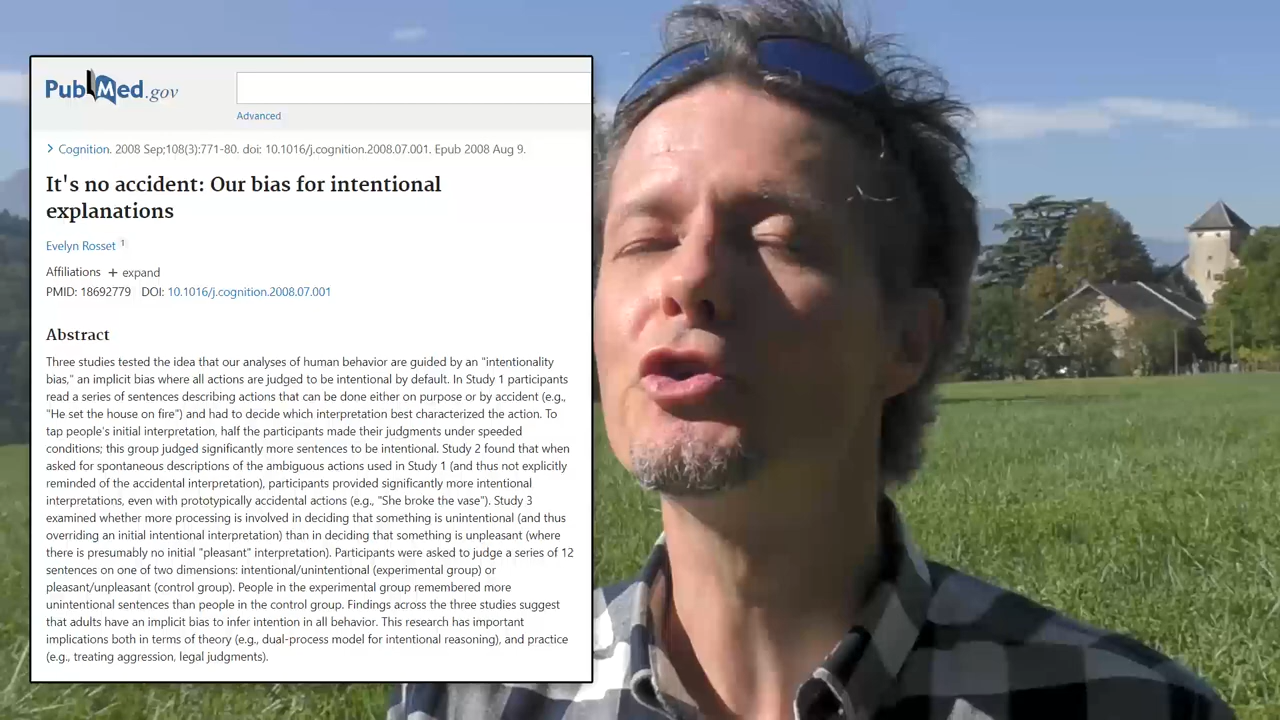 PubMed.gov
Advanced
Cognition. 2008 Sep;108(3):771-80. doi: 10.1016/j.cognition.2008.07.001. Epub 2008 Aug 9.
It's no accident: Our bias for intentional
explanations
Evelyn Rosset 1
Affiliations + expand
PMID: 18692779 DOI: 10.1016/j.cognition.2008.07.001
Abstract
Three studies tested the idea that our analyses of human behavior are guided by an "intentionality
bias," an implicit bias where all actions are judged to be intentional by default. In Study 1 participants
read a series of sentences describing actions that can be done either on purpose or by accident (e.g.,
"He set the house on fire") and had to decide which interpretation best characterized the action. To
tap people's initial interpretation, half the participants made their judgments under speeded
conditions; this group judged significantly more sentences to be intentional. Study 2 found that when
asked for spontaneous descriptions of the ambiguous actions used in Study 1 (and thus not explicitly
reminded of the accidental interpretation), participants provided significantly more intentional
interpretations, even with prototypically accidental actions (e.g., "She broke the vase"). Study 3
examined whether more processing is involved in deciding that something is unintentional (and thus
overriding an initial intentional interpretation) than in deciding that something is unpleasant (where
there is presumably no initial "pleasant" interpretation). Participants were asked to judge a series of 12
sentences on one of two dimensions: intentional/unintentional (experimental group) or
pleasant/unpleasant (control group). People in the experimental group remembered more
unintentional sentences than people in the control group. Findings across the three studies suggest
that adults have an implicit bias to infer intention in all behavior. This research has important
implications both in terms of theory (e.g., dual-process model for intentional reasoning), and practice
(e.g., treating aggression, legal judgments).